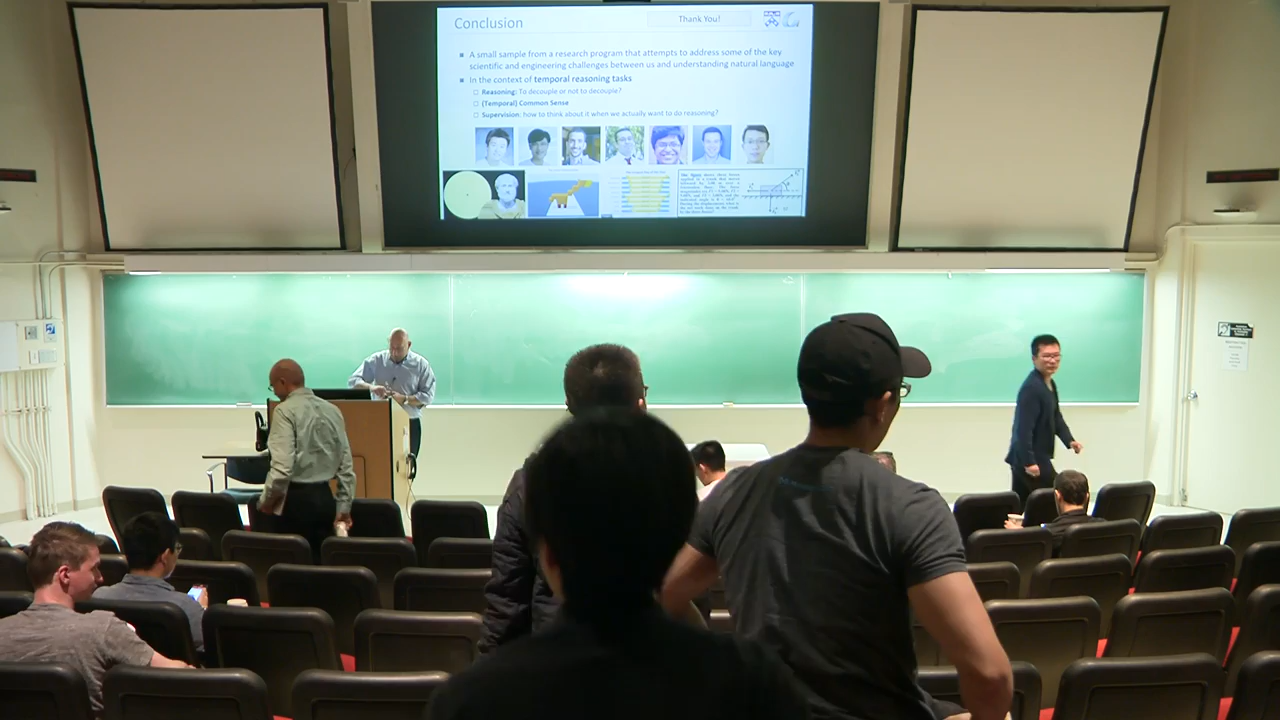 Conclusion
Thank You!
A small sample from a research program that attempts to address some of the key
scientific and engineering challenges between us and understanding natural language
In the context of temporal reasoning tasks
Reasoning: To decouple or not to decouple?
(Temporal) Common Sense
Supervision: how to think about it when we actually want to do reasoning?